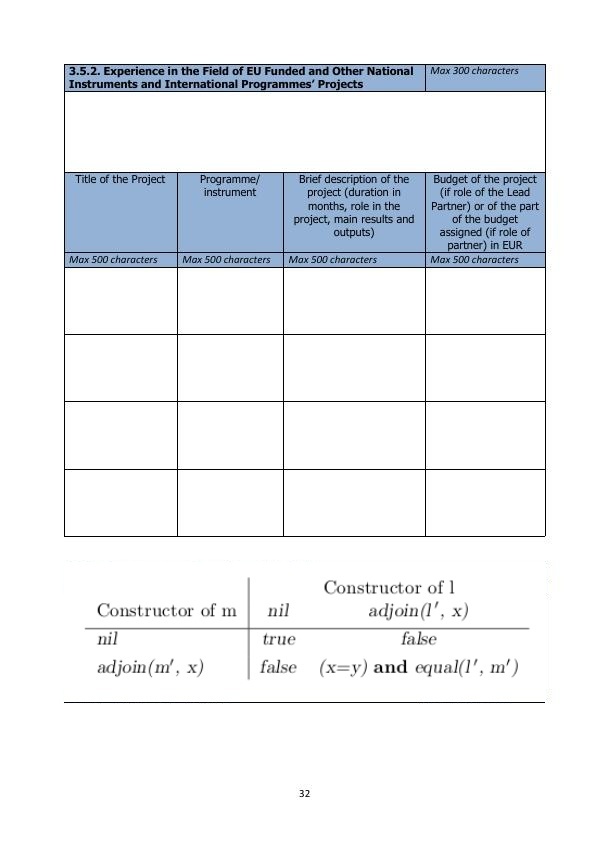 3.5.2. Experience in the Field of EU Funded and Other National
Instruments and International Programmes’ Projects
Max 300 characters
Title of the Project
Programme/
instrument
Brief description of the
project (duration in
months, role in the
project, main results and
outputs)
Budget of the project
(if role of the Lead
Partner) or of the part
of the budget
assigned (if role of
partner) in EUR
Max 500 characters
Max 500 characters
Max 500 characters
Max 500 characters
Constructor of l
Constructor of m nil adjoin(l′, x)
nil true false
adjoin(m′, x) false (x=y) and equal(l′, m′)
32